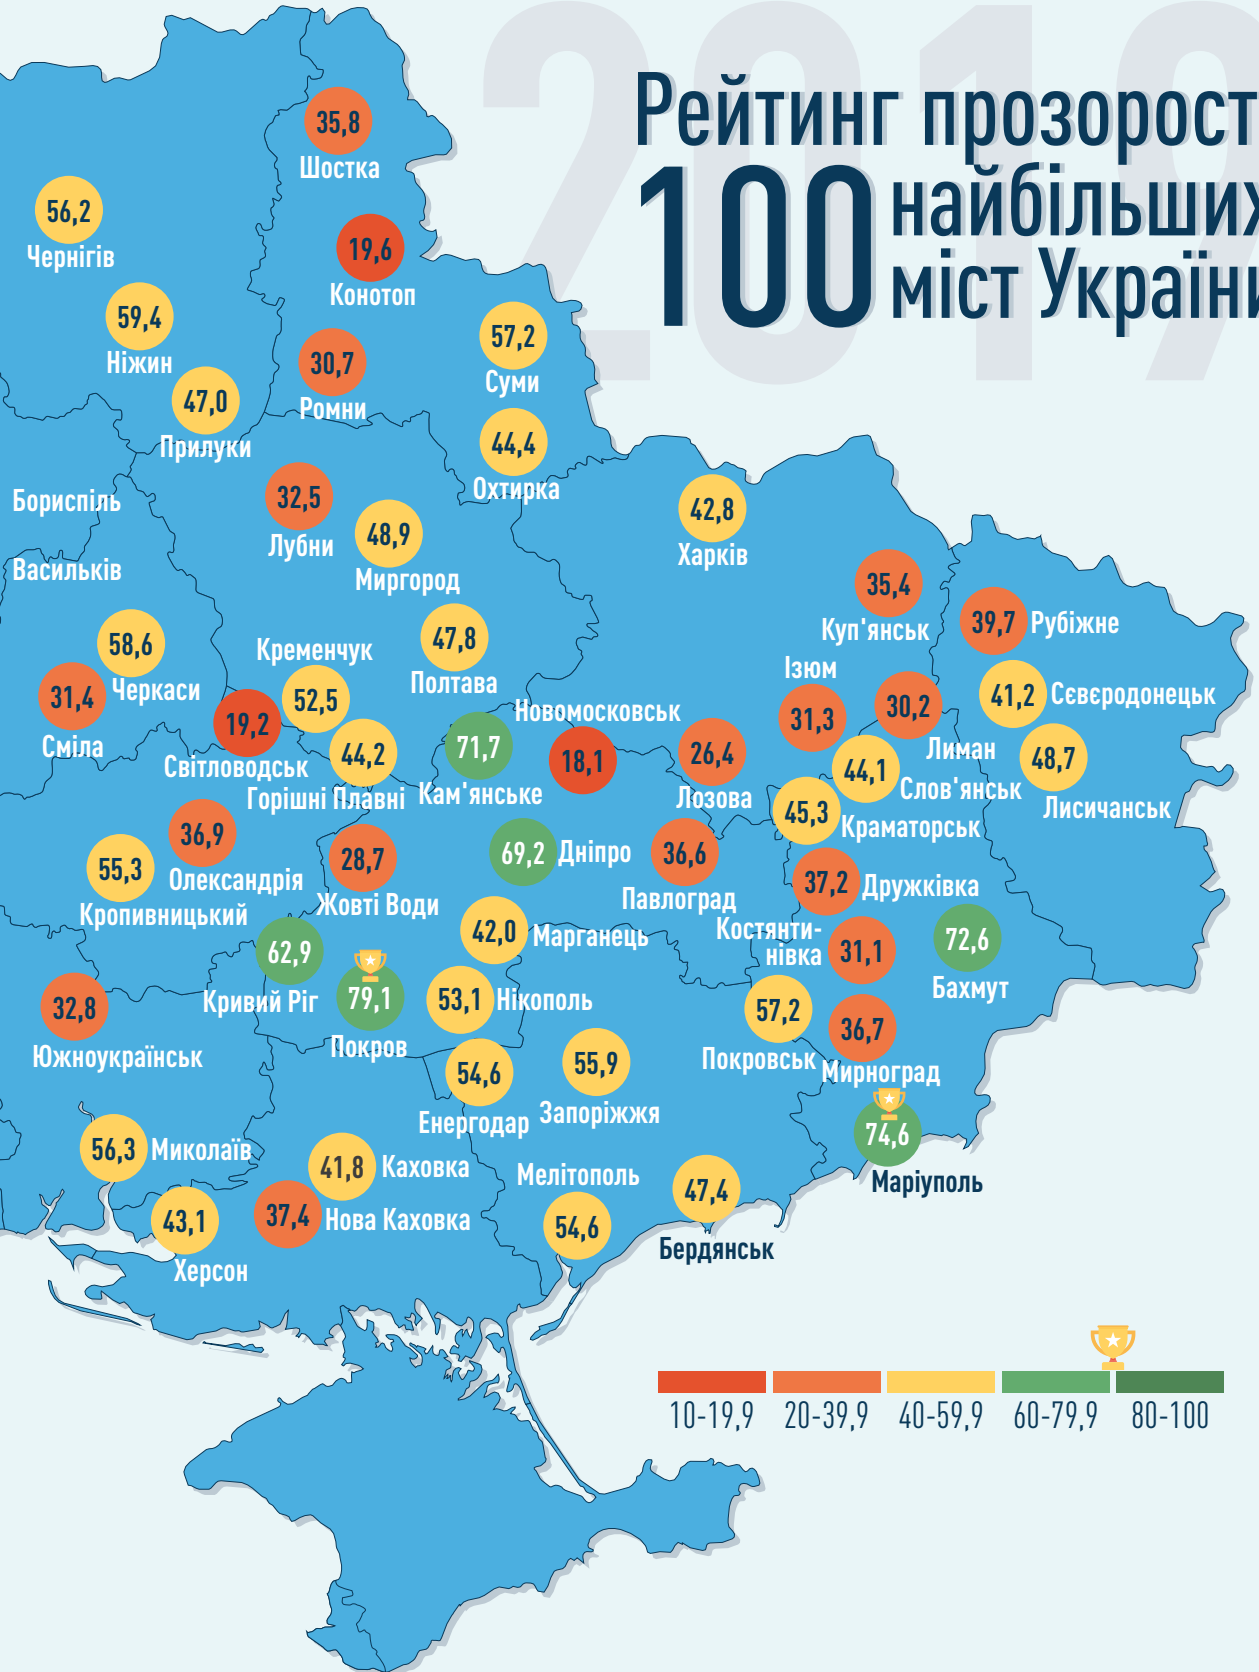 2019
Рейтинг прозорост
100 найбільших
міст України
35,8
Шостка
56,2
Чернігів
19,6
Конотоп
59,4
Ніжин
57,2
Суми
30,7
Ромни
47,0
Прилуки
44,4
Охтирка
Бориспіль
32,5
Лубни
42,8
Харків
48,9
Миргород
Васильків
35,4
Куп'янськ
39,7 Рубіжне
58,6
Черкаси
Кременчук
52,5
47,8
Полтава
Ізюм
31,3
30,2
Лиман
41,2 Сєвєродонецьк
31,4
Сміла
19,2
Світловодськ
Новомосковськ
18,1
44,2
Горішні Плавні
71,7
Кам'янське
26,4
Лозова
44,1
Слов'янськ
48,7
Лисичанськ
45,3
Краматорськ
36,9
Олександрія
55,3
Кропивницький
28,7
Жовті Води
69,2 Дніпро
36,6
Павлоград
37,2 Дружківка
42,0 Марганець
Костянти-
нівка 31,1
72,6
Бахмут
62,9
Кривий Ріг
79,1
Покров
53,1 Нікополь
32,8
Южноукраїнськ
57,2
Покровськ
36,7
Мирноград
54,6
Енергодар
55,9
Запоріжжя
74,6
Маріуполь
56,3 Миколаїв
41,8 Каховка
Мелітополь
54,6
47,4
Бердянськ
43,1
Херсон
37,4 Нова Каховка
10-19,9 20-39,9 40-59,9 60-79,9 80-100